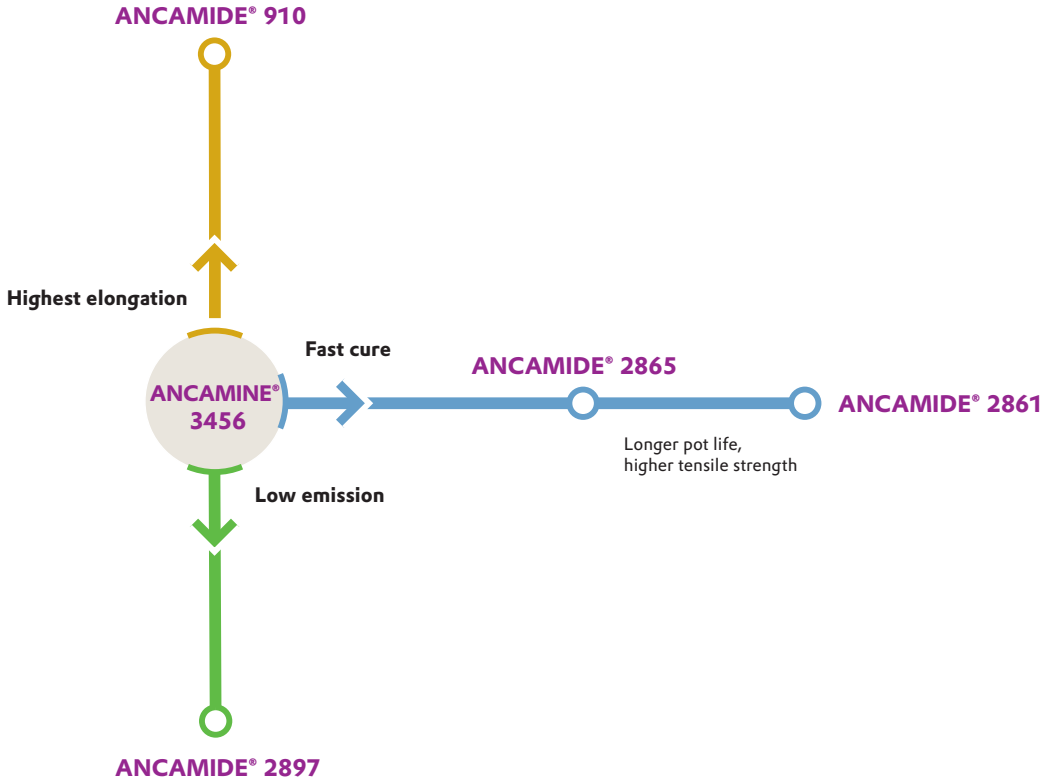 ANCAMIDE® 910
Highest elongation
Fast cure
ANCAMIDE® 2865
ANCAMINE®
3456
ANCAMIDE® 2861
Longer pot life,
higher tensile strength
Low emission
ANCAMIDE® 2897